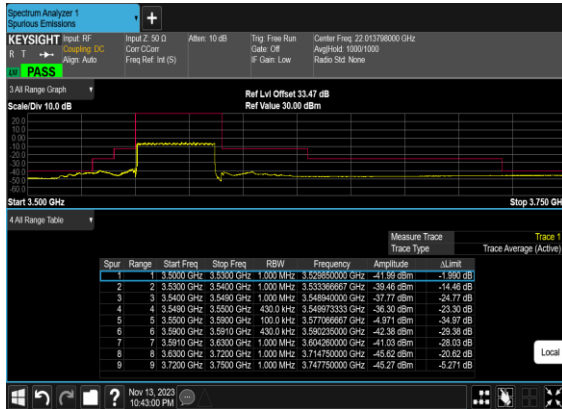 Spectrum Analyzer 1
Spurious Emissions
+
KEYSIGHT
Input: RF
Input Z: 50 Ω
Atten: 10 dB
Trig: Free Run
Center Freq: 22.013798000 GHz
R T
Coupling: DC
Corr CCorr
Gate: Off
Avg|Hold: 1000/1000
Align: Auto
Freq Ref: Int (S)
IF Gain: Low
Radio Std: None
LU PASS
3 All Range Graph
Ref Lvl Offset 33.47 dB
Scale/Div 10.0 dB
Ref Value 30.00 dBm
20.0
10.0
0.00
-10.0
-20.0
-30.0
-40.0
-50.0
-60.0
Start 3.500 GHz
Stop 3.750 GH
4 All Range Table
Measure Trace Trace 1
Trace Type Trace Average (Active)
Spur Range Start Freq Stop Freq RBW Frequency Amplitude ΔLimit
1 1 3.5000 GHz 3.5300 GHz 1.000 MHz 3.529850000 GHz -41.99 dBm -1.990 dB
2 2 3.5300 GHz 3.5400 GHz 1.000 MHz 3.533366667 GHz -39.46 dBm -14.46 dB
3 3 3.5400 GHz 3.5490 GHz 1.000 MHz 3.548940000 GHz -37.77 dBm -24.77 dB
4 4 3.5490 GHz 3.5500 GHz 430.0 kHz 3.549973333 GHz -36.30 dBm -23.30 dB
5 5 3.5500 GHz 3.5900 GHz 100.0 kHz 3.577066667 GHz -4.971 dBm -34.97 dB
6 6 3.5900 GHz 3.5910 GHz 430.0 kHz 3.590235000 GHz -42.38 dBm -29.38 dB
7 7 3.5910 GHz 3.6300 GHz 1.000 MHz 3.604260000 GHz -41.03 dBm -28.03 dB
8 8 3.6300 GHz 3.7200 GHz 1.000 MHz 3.714750000 GHz -45.62 dBm -20.62 dB
9 9 3.7200 GHz 3.7500 GHz 1.000 MHz 3.747750000 GHz -45.27 dBm -5.271 dB
Local
?
Nov 13, 2023
10:43:00 PM